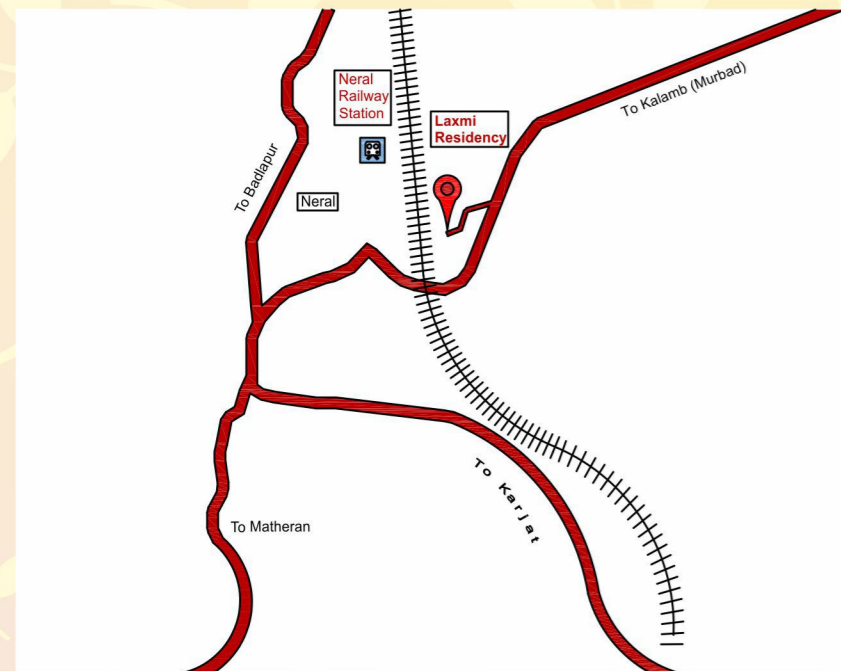 Neral
Railway
Station
Laxmi
Residency
To Kalamb (Murbad)
To Badlapur
Neral
To Karjat
To Matheran